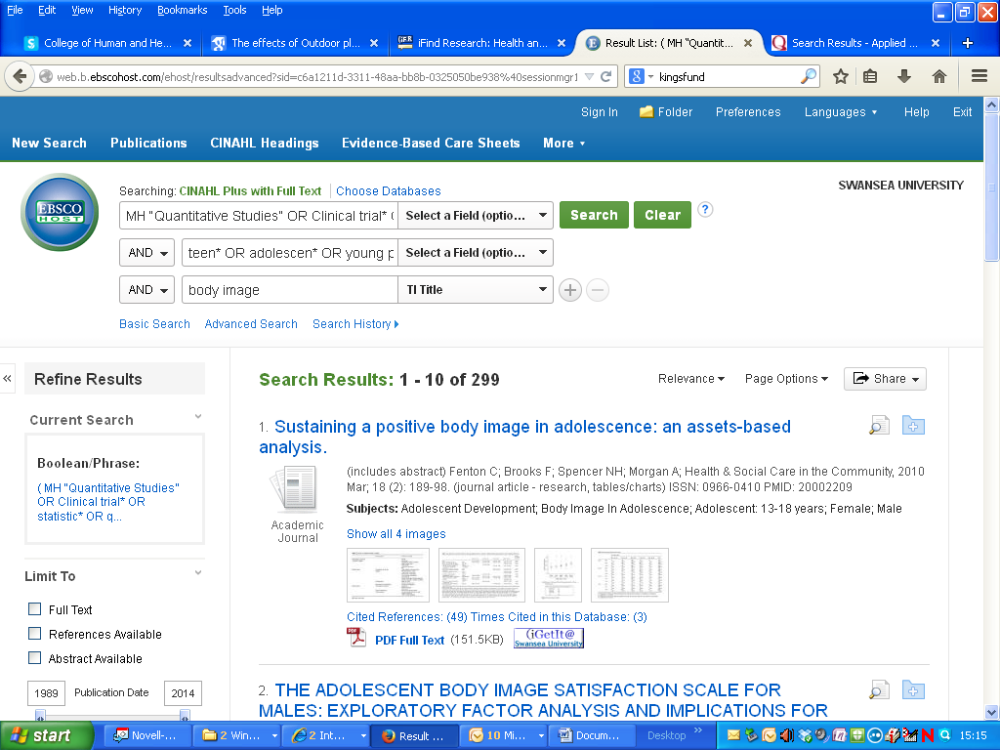 File Edit View History Bookmarks Tools Help
College of Human and He... The effects of Outdoor pl... iFind Research: Health an... Result List: ( MH "Quantit... Search Results - Applied ...
web.b.ebscohost.com/ehost/resultsadvanced?sid=c6a1211d-3311-48aa-bb8b-0325050be938%40sessionmgr1 kingsfund
Sign In Folder Preferences Languages Help Exit
New Search Publications CINAHL Headings Evidence-Based Care Sheets More
Searching: CINAHL Plus with Full Text Choose Databases
SWANSEA UNIVERSITY
EBSCO
HOST
MH "Quantitative Studies" OR Clinical trial* Select a Field (optio... Search Clear ?
AND teen* OR adolescen* OR young Select a Field (optio...
AND body image TI Title
Basic Search Advanced Search Search History
Refine Results
Search Results: 1 - 10 of 299
Relevance Page Options Share
Current Search
Boolean/Phrase:
( MH "Quantitative Studies"
OR Clinical trial* OR
statistic* OR q...
Limit To
Full Text
References Available
Abstract Available
1989 Publication Date 2014
1. Sustaining a positive body image in adolescence: an assets-based
analysis.
Academic
Journal
(includes abstract) Fenton C; Brooks F; Spencer NH; Morgan A; Health & Social Care in the Community, 2010
Mar; 18 (2): 189-98. (journal article - research, tables/charts) ISSN: 0966-0410 PMID: 20002209
Subjects: Adolescent Development; Body Image In Adolescence; Adolescent: 13-18 years; Female; Male
Show all 4 images
Cited References: (49) Times Cited in this Database: (3)
PDF Full Text (151.5KB) iGetIt@
Swansea University
2. THE ADOLESCENT BODY IMAGE SATISFACTION SCALE FOR
MALES: EXPLORATORY FACTOR ANALYSIS AND IMPLICATIONS FOR
start Novell-... 2 Win... 2 Int... Result ... 10 Mi... Docum... Desktop 15:15